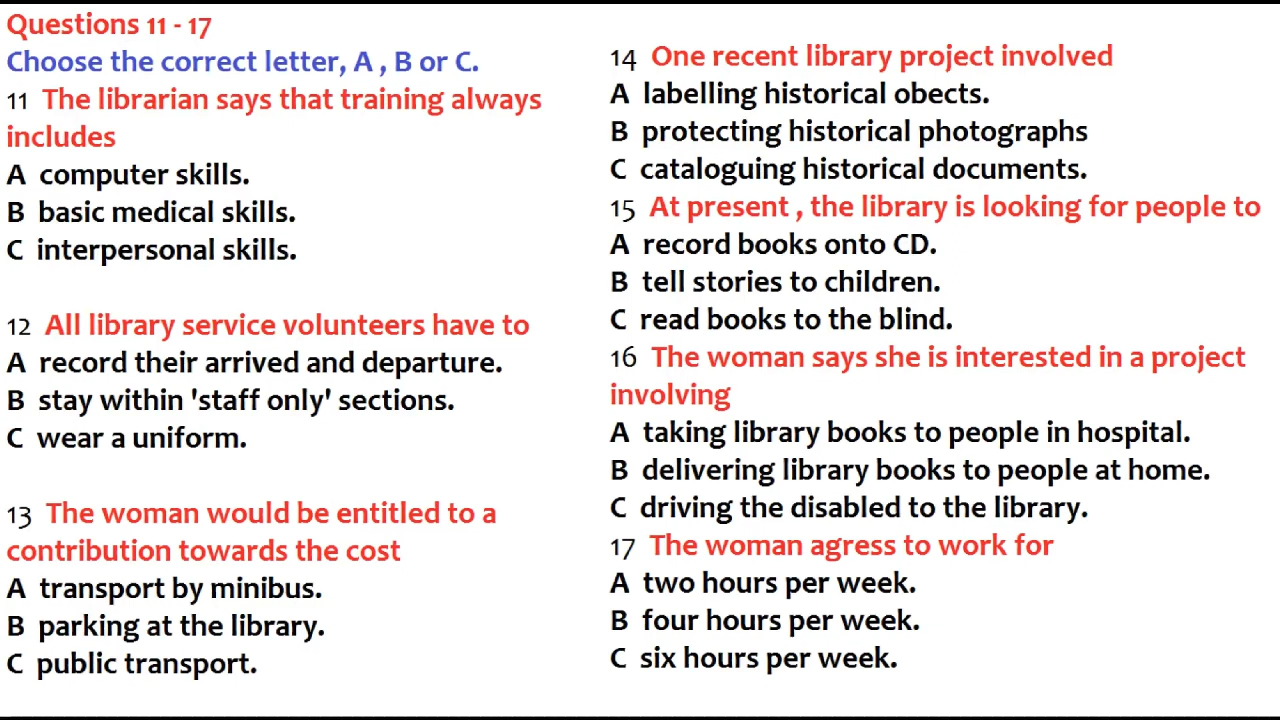 Questions 11 - 17
Choose the correct letter, A , B or C.
11 The librarian says that training always
includes
A computer skills.
B basic medical skills.
C interpersonal skills.
12 All library service volunteers have to
A record their arrived and departure.
B stay within 'staff only' sections.
C wear a uniform.
13 The woman would be entitled to a
contribution towards the cost
A transport by minibus.
B parking at the library.
C public transport.
14 One recent library project involved
A labelling historical obects.
B protecting historical photographs
C cataloguing historical documents.
15 At present , the library is looking for people to
A record books onto CD.
B tell stories to children.
C read books to the blind.
16 The woman says she is interested in a project
involving
A taking library books to people in hospital.
B delivering library books to people at home.
C driving the disabled to the library.
17 The woman agress to work for
A two hours per week.
B four hours per week.
C six hours per week.